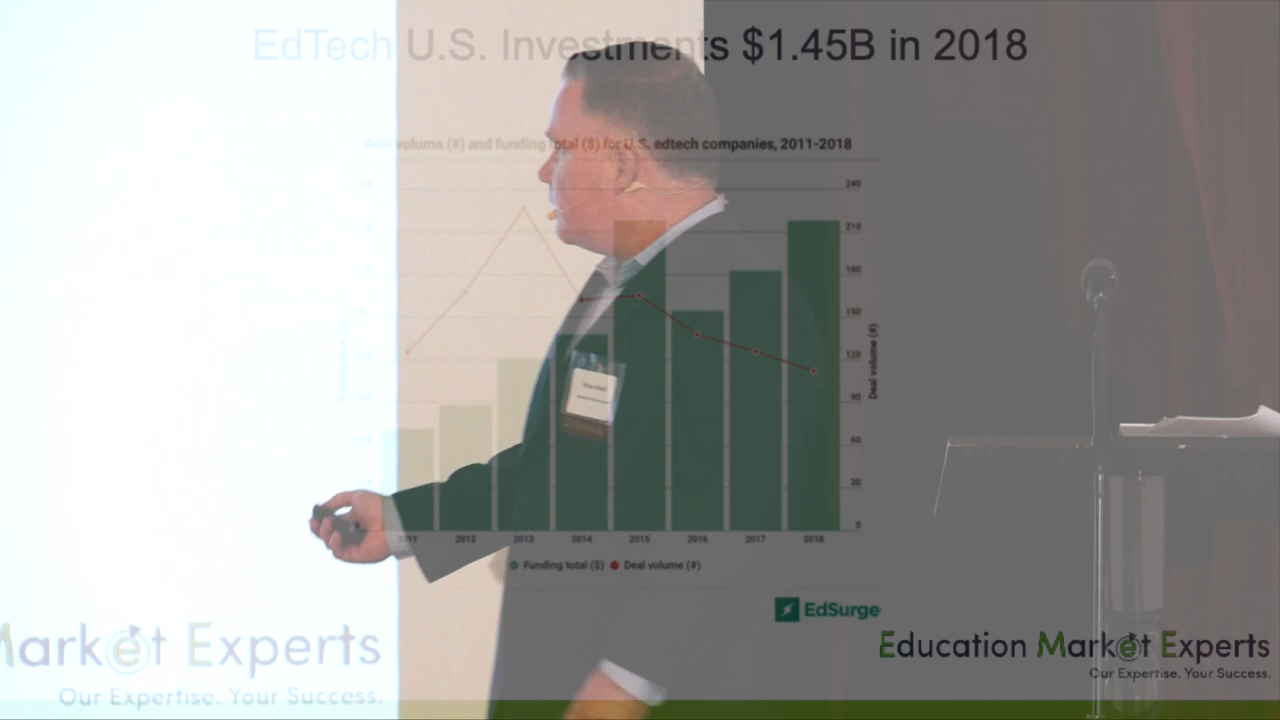 EdTech U.S. Investments $1.45B in 2018
Deal volume (#) and funding total ($) for U.S. edtech companies, 2011-2018
240
210
180
150
120
90
60
30
0
Deal volume (#)
2011 2012 2013 2014 2015 2016 2017 2018
Funding total ($) Deal volume (#)
EdSurge
Market Experts
Our Expertise. Your Success.
Education Market Experts
Our Expertise. Your Success.